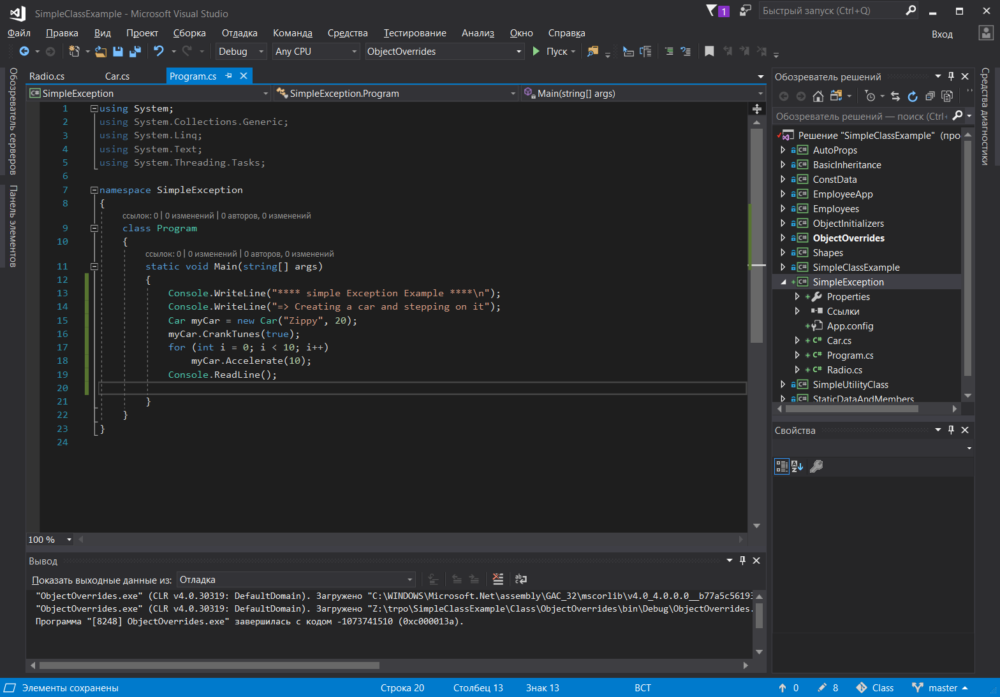 SimpleClassExample - Microsoft Visual Studio
1
Быстрый запуск (Ctrl+Q)
Файл Правка Вид Проект Сборка Отладка Команда Средства Тестирование Анализ Окно Справка
Вход
Debug Any CPU ObjectOverrides Пуск
Обозреватель серверов
Панель элементов
Radio.cs Car.cs Program.cs
SimpleException SimpleException.Program Main(string[] args)
1 using System;
2 using System.Collections.Generic;
3 using System.Linq;
4 using System.Text;
5 using System.Threading.Tasks;
6
7 namespace SimpleException
8 {
ссылок: 0 | 0 изменений | 0 авторов, 0 изменений
9 class Program
10 {
ссылок: 0 | 0 изменений | 0 авторов, 0 изменений
11 static void Main(string[] args)
12 {
13 Console.WriteLine("**** simple Exception Example ****\n");
14 Console.WriteLine("=> Creating a car and stepping on it");
15 Car myCar = new Car("Zippy", 20);
16 myCar.CrankTunes(true);
17 for (int i = 0; i < 10; i++)
18 myCar.Accelerate(10);
19 Console.ReadLine();
20
21 }
22 }
23 }
24
100 %
Вывод
Показать выходные данные из: Отладка
"ObjectOverrides.exe" (CLR v4.0.30319: DefaultDomain). Загружено "C:\WINDOWS\Microsoft.Net\assembly\GAC_32\mscorlib\v4.0_4.0.0.0__b77a5c56193
"ObjectOverrides.exe" (CLR v4.0.30319: DefaultDomain). Загружено "Z:\trpo\SimpleClassExample\Class\ObjectOverrides\bin\Debug\ObjectOverrides.
Программа "[8248] ObjectOverrides.exe" завершилась с кодом -1073741510 (0xc000013a).
Обозреватель решений
Обозреватель решений — поиск (Ctrl+
Решение "SimpleClassExample" (про
C# AutoProps
C# BasicInheritance
C# ConstData
C# EmployeeApp
C# Employees
C# ObjectInitializers
C# ObjectOverrides
C# Shapes
C# SimpleClassExample
C# SimpleException
Properties
Ссылки
App.config
C# Car.cs
C# Program.cs
C# Radio.cs
C# SimpleUtilityClass
C# StaticDataAndMembers
Свойства
Средства диагностики
Элементы сохранены Строка 20 Столбец 13 Знак 13 ВСТ 0 8 Class master